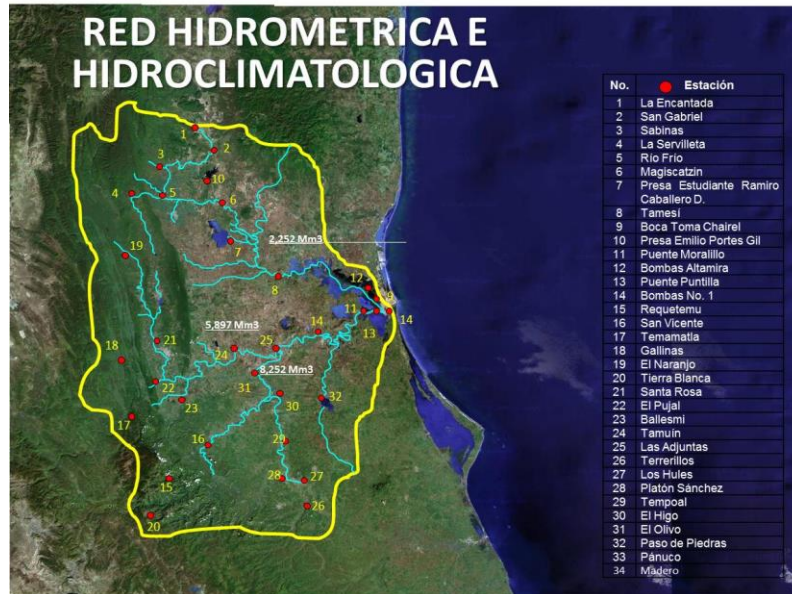 RED HIDROMETRICA E
HIDROCLIMATOLOGICA
No. Estación
1 La Encantada
2 San Gabriel
3 Sabinas
4 La Servilleta
5 Río Frío
6 Magiscatzin
7 Presa Estudiante Ramiro
Caballero D.
8 Tamesí
9 Boca Toma Chairel
10 Presa Emilio Portes Gil
11 Puente Moralillo
12 Bombas Altamira
13 Puente Puntilla
14 Bombas No. 1
15 Requetemu
16 San Vicente
17 Temamatla
18 Gallinas
19 El Naranjo
20 Tierra Blanca
21 Santa Rosa
22 El Pujal
23 Ballesmi
24 Tamuín
25 Las Adjuntas
26 Terrerillos
27 Los Hules
28 Platón Sánchez
29 Tempoal
30 El Higo
31 El Olivo
32 Paso de Piedras
33 Pánuco
34 Madero
1
2
3
10
4
5
6
7
2,252 Mm3
19
8
12
9
11
13
14
14
5,897 Mm3
21
24
25
18
8,252 Mm3
31
22
23
30
32
17
16
29
15
28
27
26
20